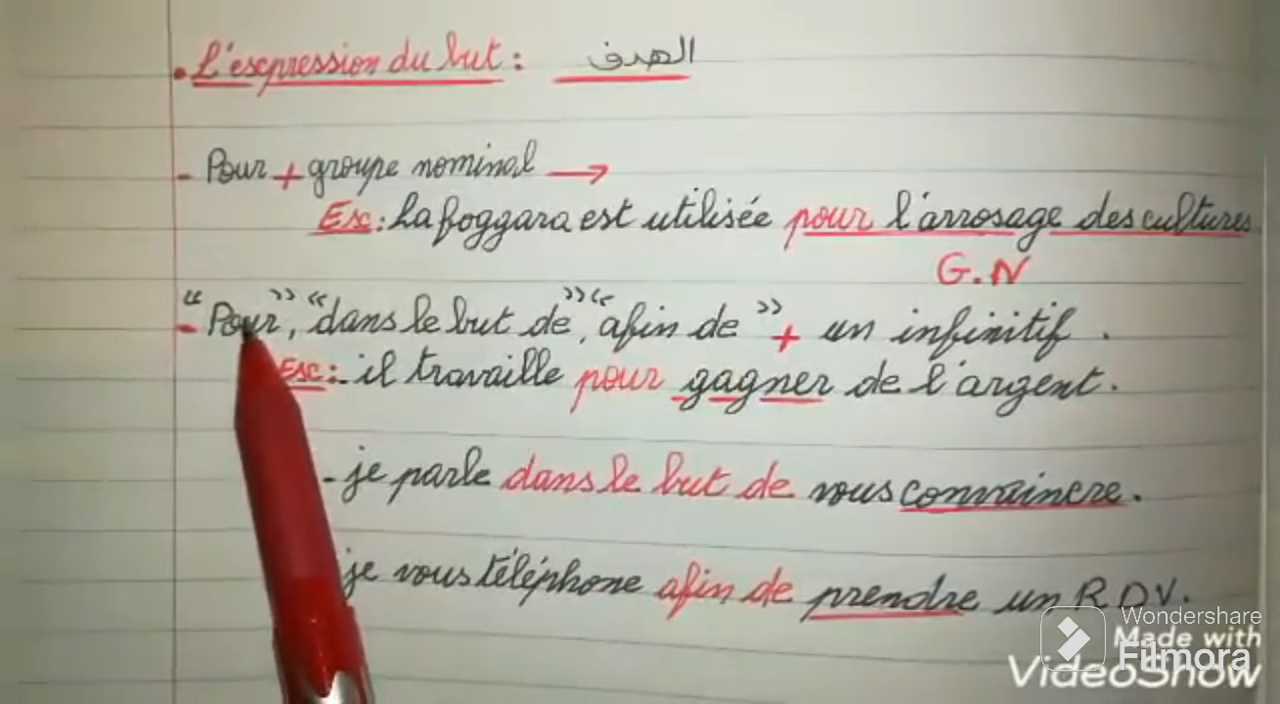 • L'expression du but : الهدف
- Pour + groupe nominal →
Ex : La foggara est utilisée pour l'arrosage des cultures.
G.N
- "Pour", "dans le but de", "afin de" + un infinitif.
Ex :- il travaille pour gagner de l'argent.
- je parle dans le but de vous convaincre.
je vous téléphone afin de prendre un R.D.V.
Wondershare
Filmora
Made with
VideoShow